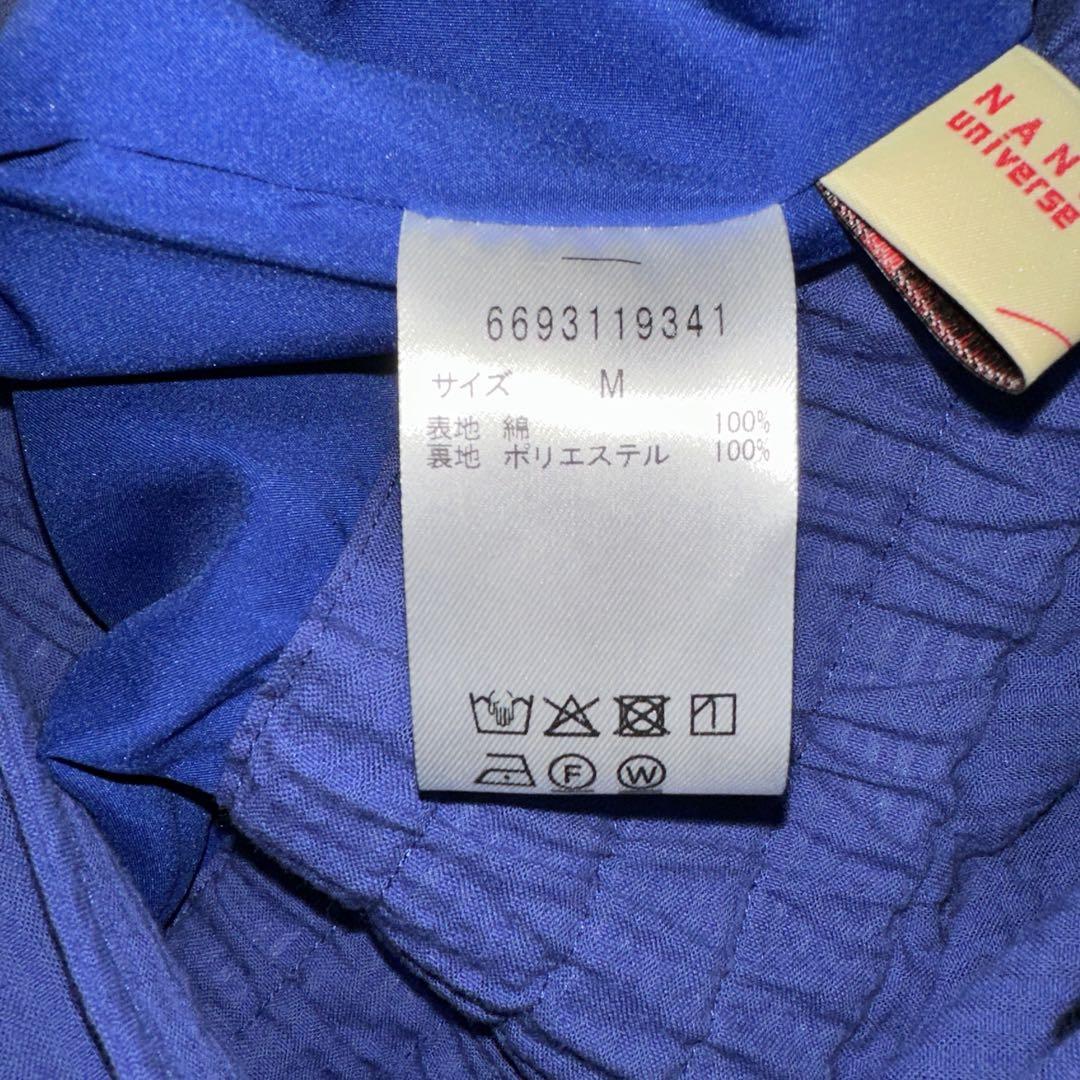 NAN
universe
6693119341
サイズ M
表地 綿 100%
裏地 ポリエステル 100%
F W